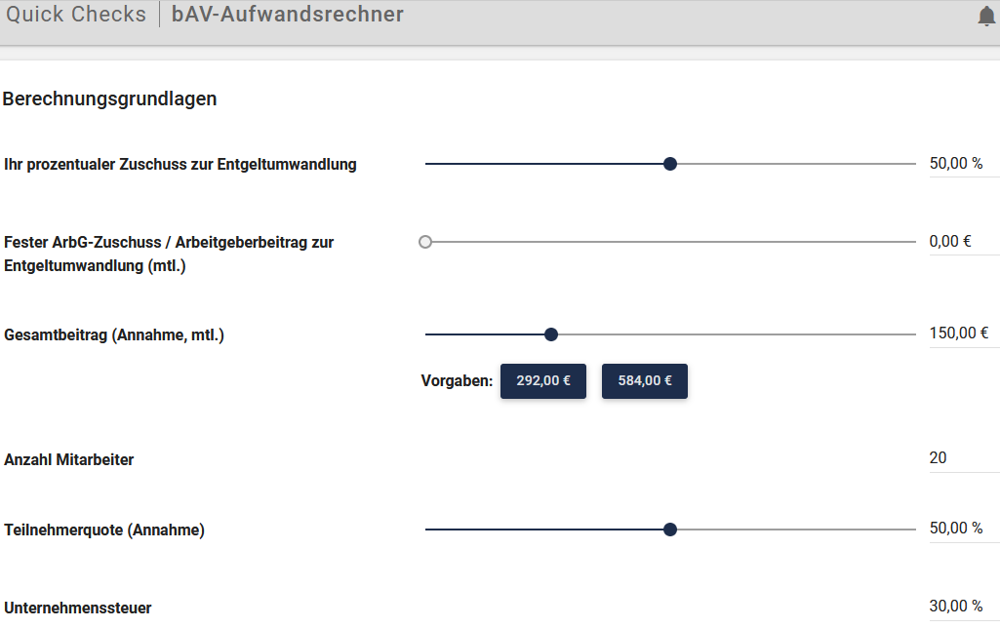 Quick Checks | bAV-Aufwandsrechner
Berechnungsgrundlagen
Ihr prozentualer Zuschuss zur Entgeltumwandlung 50,00 %
Fester ArbG-Zuschuss / Arbeitgeberbeitrag zur 0,00 €
Entgeltumwandlung (mtl.)
Gesamtbeitrag (Annahme, mtl.) 150,00 €
Vorgaben: 292,00 € 584,00 €
Anzahl Mitarbeiter 20
Teilnehmerquote (Annahme) 50,00 %
Unternehmenssteuer 30,00 %